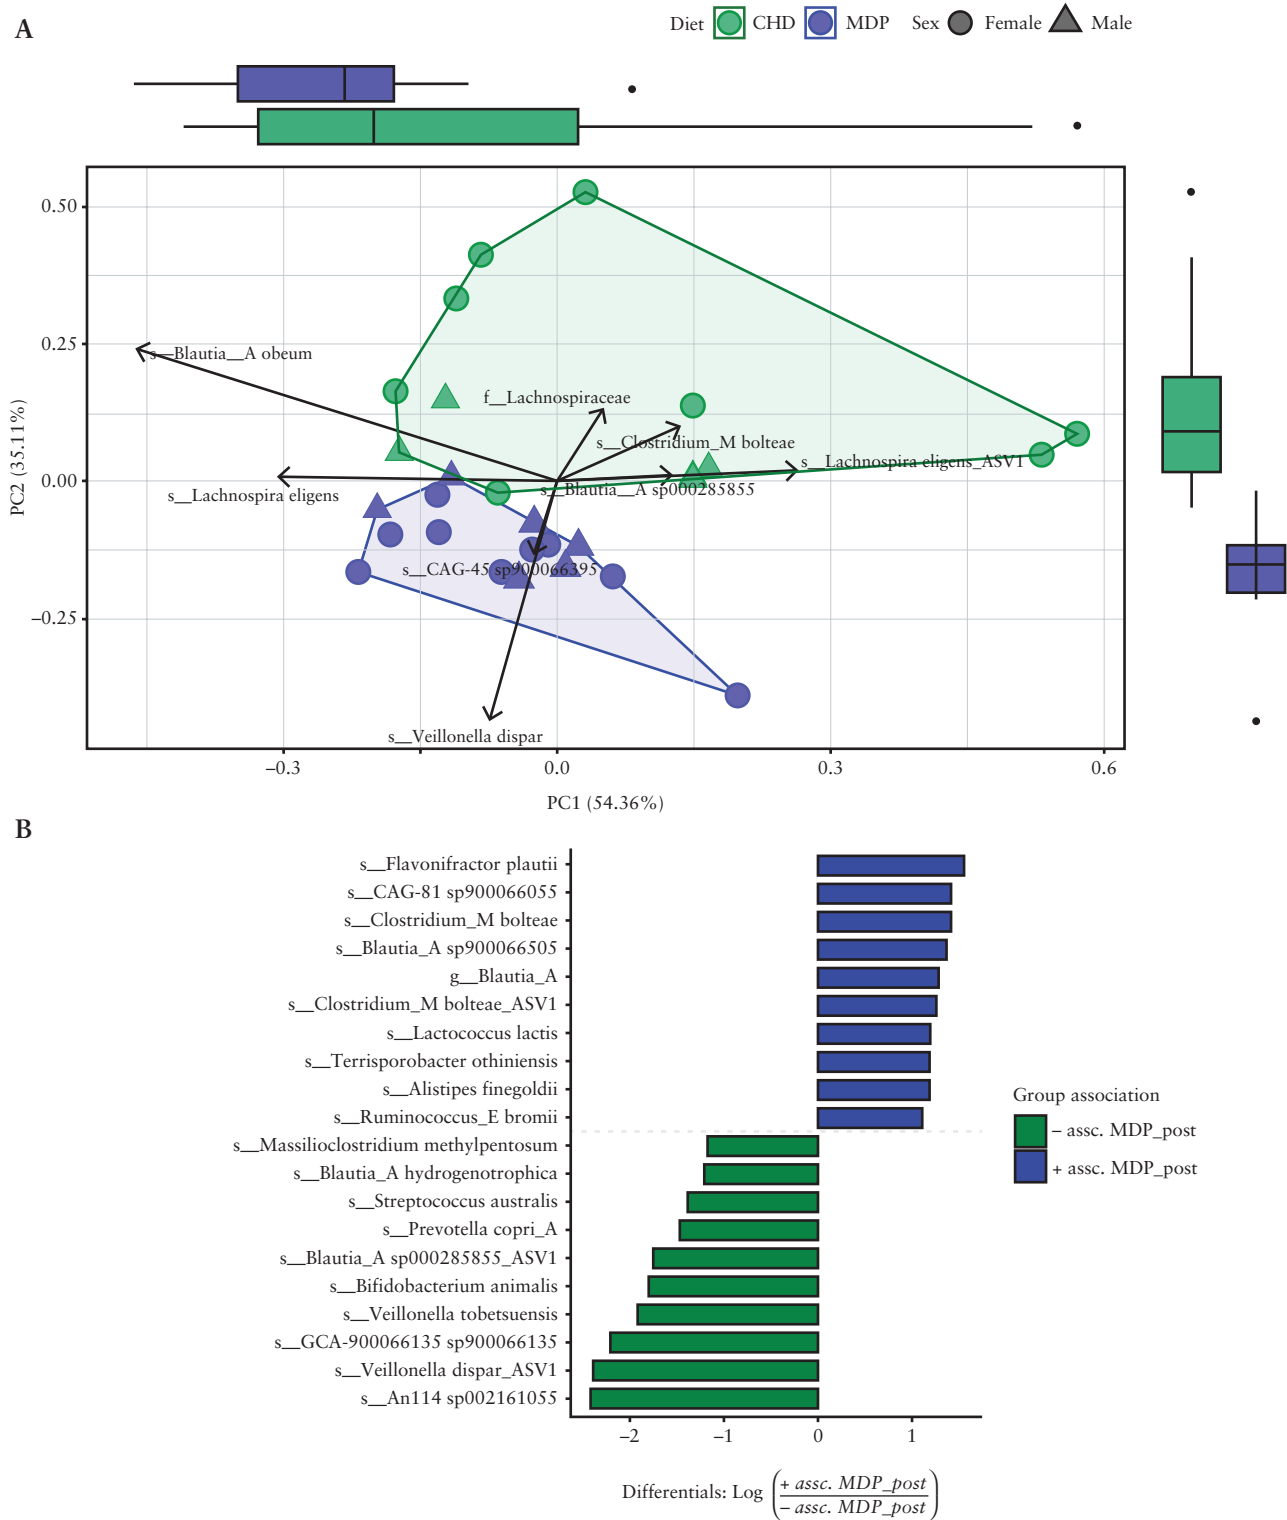 A
Diet CHD MDP Sex Female Male
0.50
0.25
0.00
−0.25
PC2 (35.11%)
s__Blautia__A obeum
f__Lachnospiraceae
s__Clostridium_M bolteae
s__Lachnospira eligens_ASV1
s__Lachnospira eligens
s__Blautia__A sp000285855
s__CAG-45 sp900066395
s__Veillonella dispar
−0.3 0.0 0.3 0.6
PC1 (54.36%)
B
s__Flavonifractor plautii
s__CAG-81 sp900066055
s__Clostridium_M bolteae
s__Blautia_A sp900066505
g__Blautia_A
s__Clostridium_M bolteae_ASV1
s__Lactococcus lactis
s__Terrisporobacter othiniensis
s__Alistipes finegoldii
s__Ruminococcus_E bromii
s__Massilioclostridium methylpentosum
s__Blautia_A hydrogenotrophica
s__Streptococcus australis
s__Prevotella copri_A
s__Blautia_A sp000285855_ASV1
s__Bifidobacterium animalis
s__Veillonella tobetsuensis
s__GCA-900066135 sp900066135
s__Veillonella dispar_ASV1
s__An114 sp002161055
Group association
− assc. MDP_post
+ assc. MDP_post
−2 −1 0 1
Differentials: Log (+ assc. MDP_post
− assc. MDP_post)